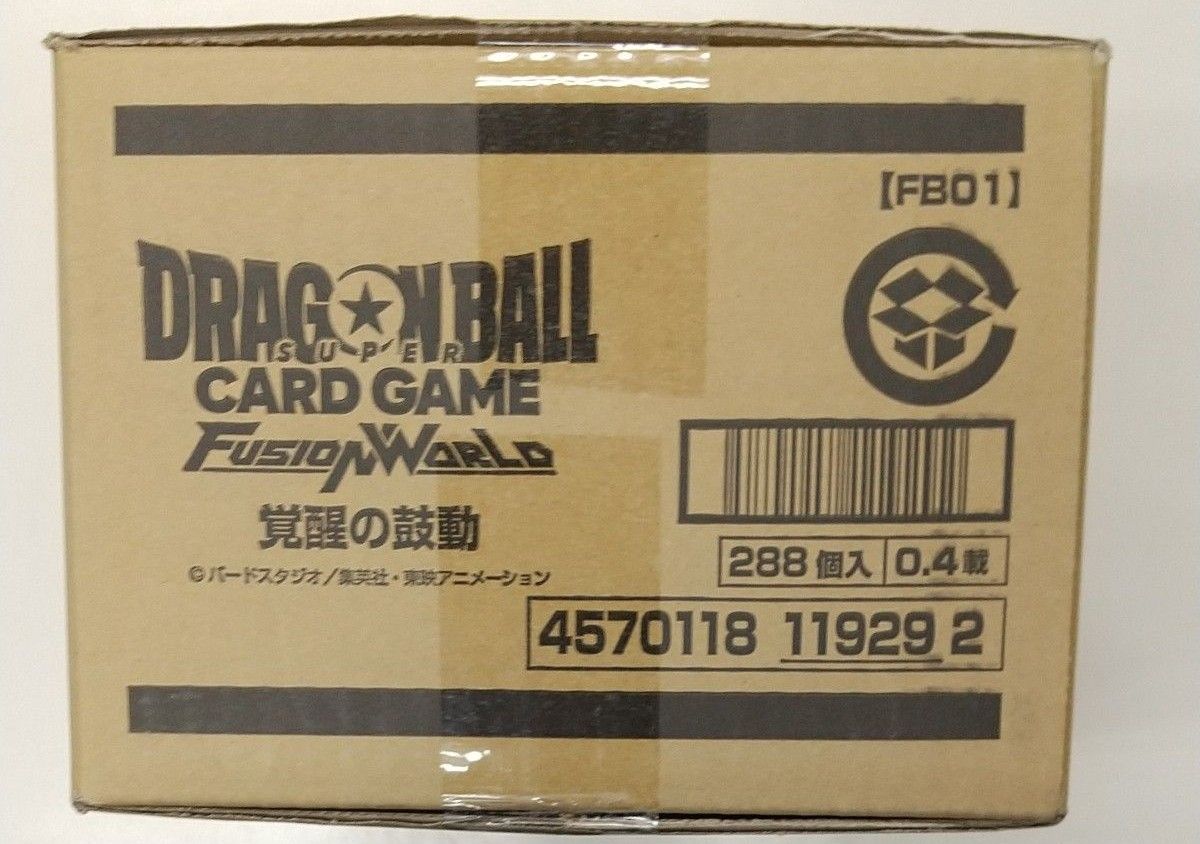 【FB01】
DRAGON BALL
SUPER
CARD GAME
FUSION WORLD
覚醒の鼓動
©バードスタジオ/集英社・東映アニメーション
288個入 0.4載
4570118 11929 2